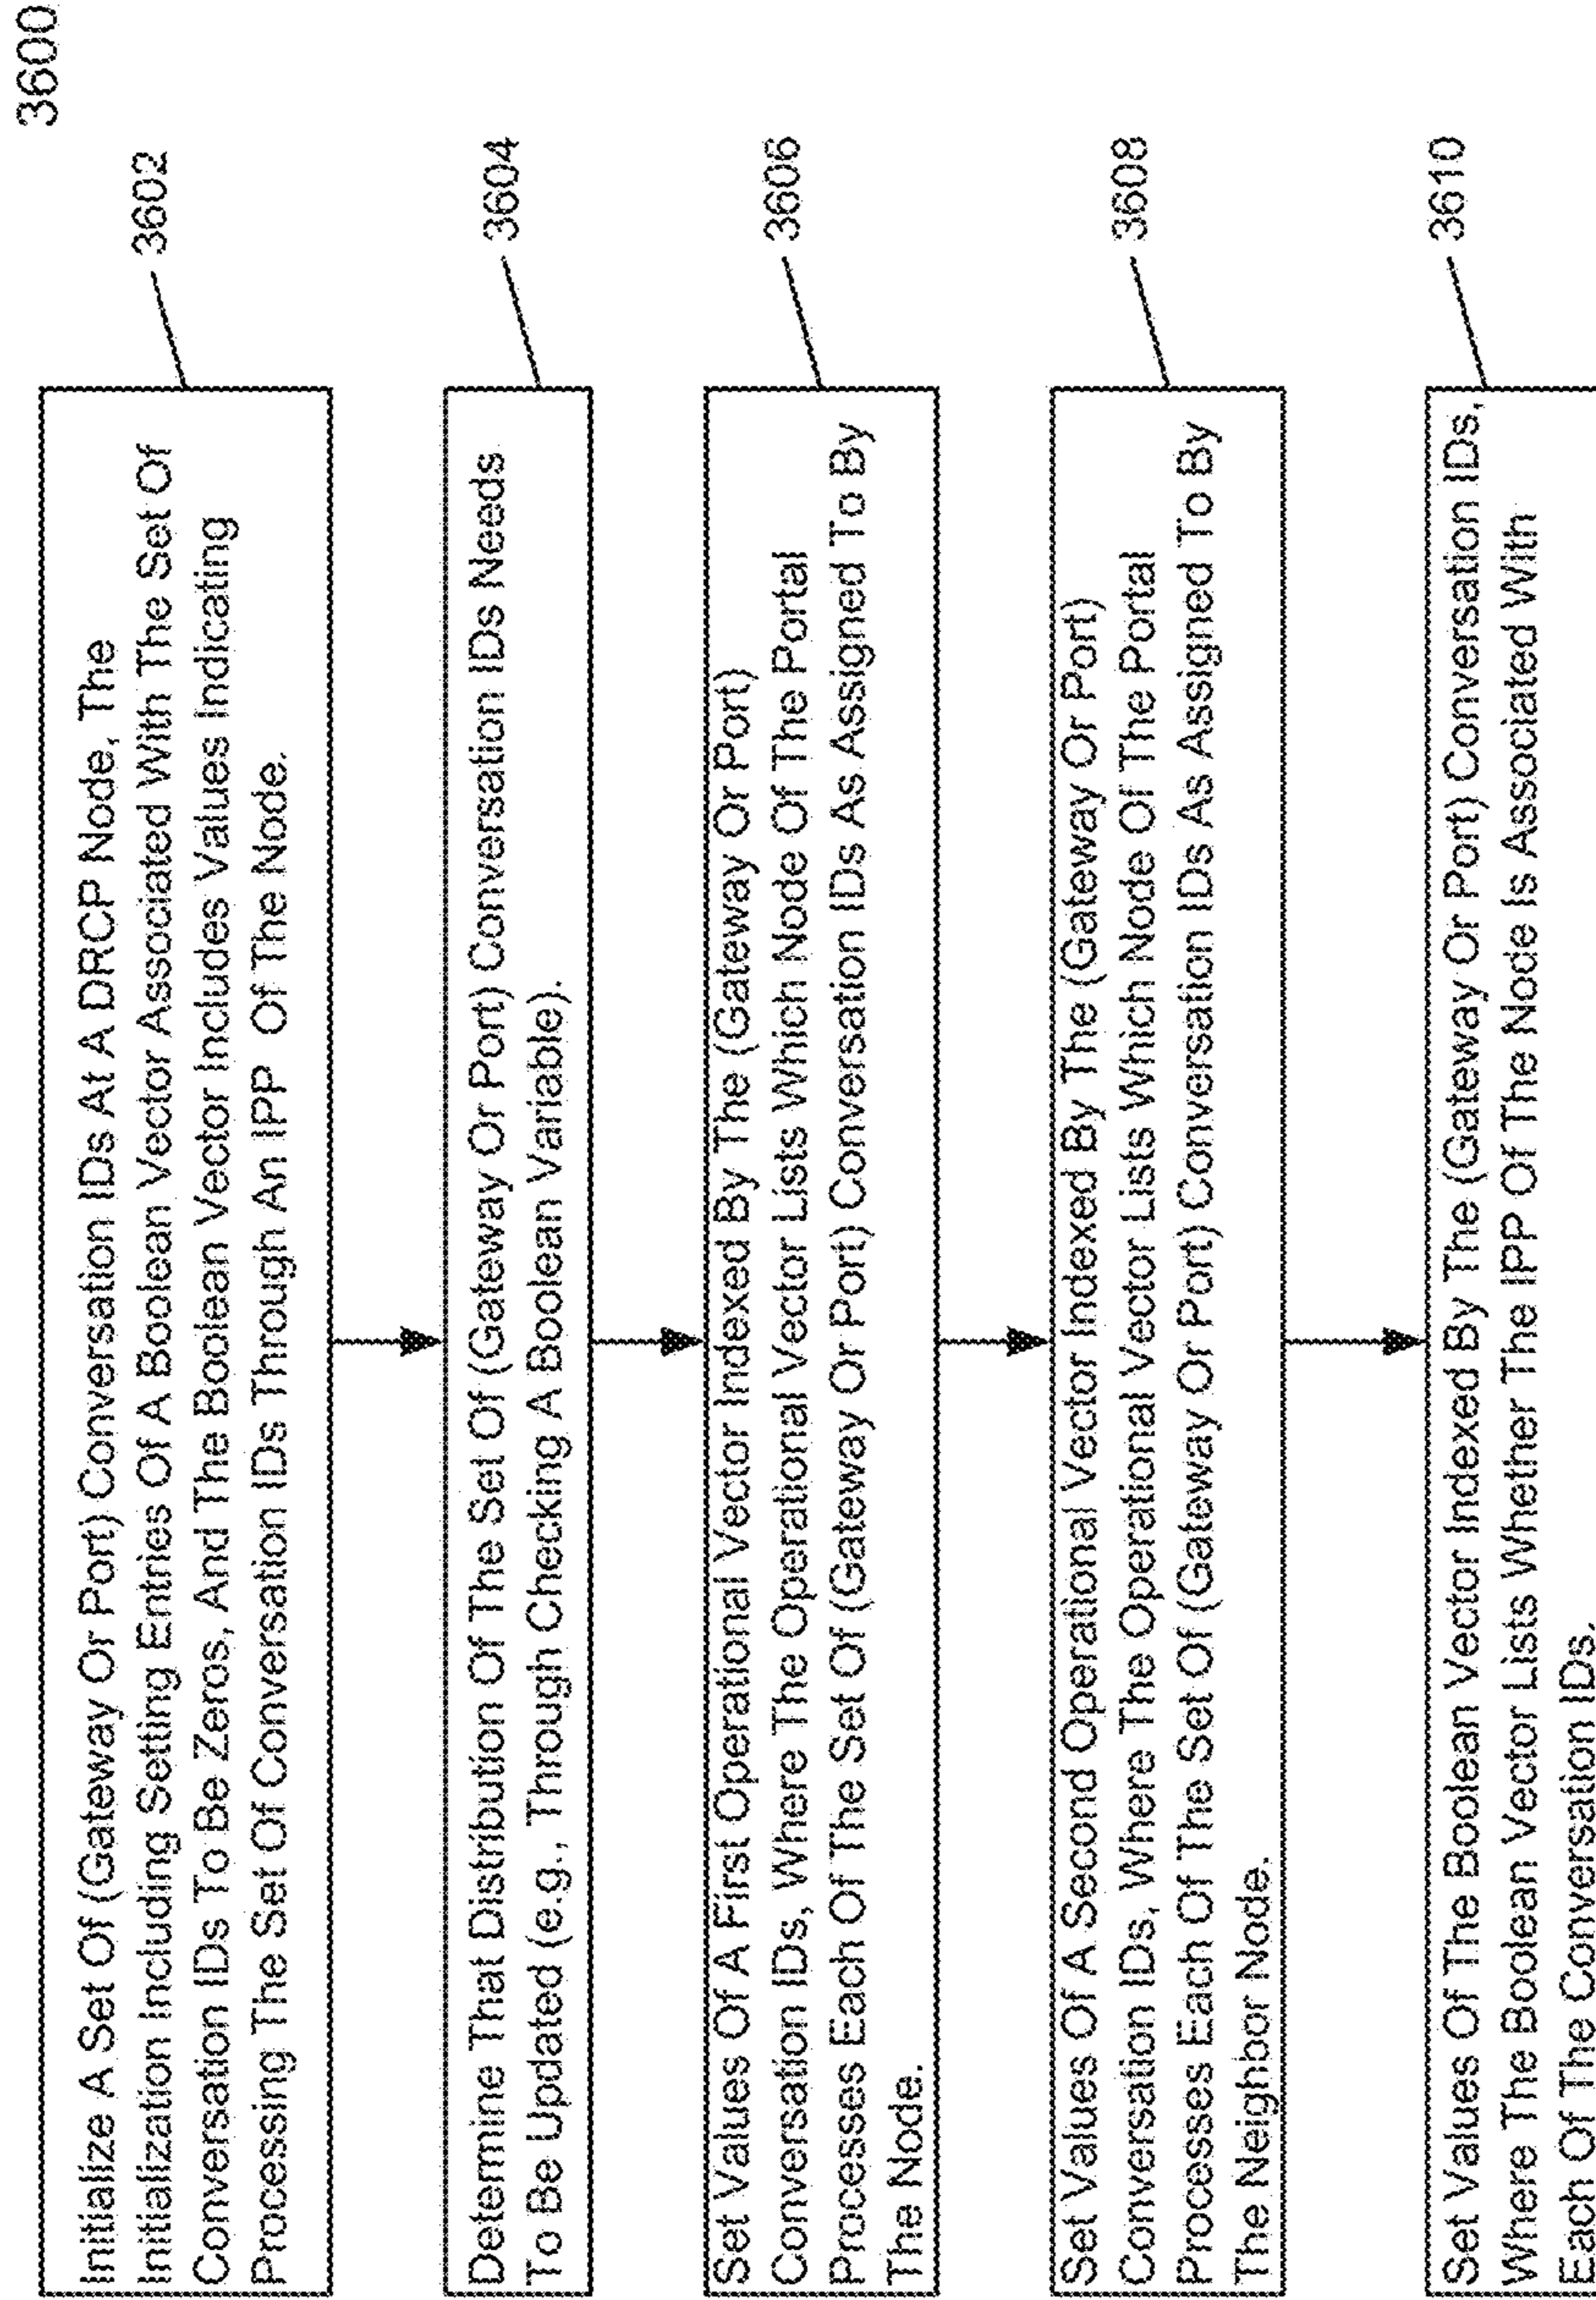 3600
3602
Initialize A Set Of (Gateway Or Port) Conversation IDs At A DRCP Node, The
Initialization Including Setting Entries Of A Boolean Vector Associated With The Set Of
Conversation IDs To Be Zeros, And The Boolean Vector Includes Values Indicating
Processing The Set Of Conversation IDs Through An IPP Of The Node.
3604
Determine That Distribution Of The Set Of (Gateway Or Port) Conversation IDs Needs
To Be Updated (e.g., Through Checking A Boolean Variable).
3606
Set Values Of A First Operational Vector Indexed By The (Gateway Or Port)
Conversation IDs, Where The Operational Vector Lists Which Node Of The Portal
Processes Each Of The Set Of (Gateway Or Port) Conversation IDs As Assigned To By
The Node.
3608
Set Values Of A Second Operational Vector Indexed By The (Gateway Or Port)
Conversation IDs, Where The Operational Vector Lists Which Node Of The Portal
Processes Each Of The Set Of (Gateway Or Port) Conversation IDs As Assigned To By
The Neighbor Node.
3610
Set Values Of The Boolean Vector Indexed By The (Gateway Or Port) Conversation IDs,
Where The Boolean Vector Lists Whether The IPP Of The Node Is Associated With
Each Of The Conversation IDs.